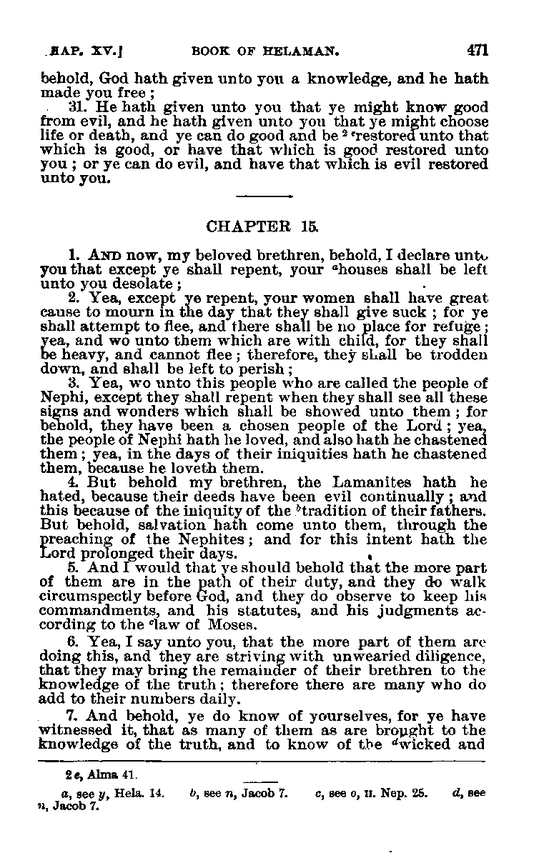 HAP. XV.] BOOK OF HELAMAN. 471
behold, God hath given unto you a knowledge, and he hath
made you free ;
31. He hath given unto you that ye might know good
from evil, and he hath given unto you that ye might choose
life or death, and ye can do good and be ² ᵉrestored unto that
which is good, or have that which is good restored unto
you ; or ye can do evil, and have that which is evil restored
unto you.
CHAPTER 15.
1. AND now, my beloved brethren, behold, I declare unto
you that except ye shall repent, your ᵃhouses shall be left
unto you desolate ;
2. Yea, except ye repent, your women shall have great
cause to mourn in the day that they shall give suck ; for ye
shall attempt to flee, and there shall be no place for refuge ;
yea, and wo unto them which are with child, for they shall
be heavy, and cannot flee ; therefore, they shall be trodden
down, and shall be left to perish ;
3. Yea, wo unto this people who are called the people of
Nephi, except they shall repent when they shall see all these
signs and wonders which shall be showed unto them ; for
behold, they have been a chosen people of the Lord ; yea,
the people of Nephi hath he loved, and also hath he chastened
them ; yea, in the days of their iniquities hath he chastened
them, because he loveth them.
4. But behold my brethren, the Lamanites hath he
hated, because their deeds have been evil continually ; and
this because of the iniquity of the ᵇtradition of their fathers.
But behold, salvation hath come unto them, through the
preaching of the Nephites ; and for this intent hath the
Lord prolonged their days.
5. And I would that ye should behold that the more part
of them are in the path of their duty, and they do walk
circumspectly before God, and they do observe to keep his
commandments, and his statutes, and his judgments ac-
cording to the ᶜlaw of Moses.
6. Yea, I say unto you, that the more part of them are
doing this, and they are striving with unwearied diligence,
that they may bring the remainder of their brethren to the
knowledge of the truth ; therefore there are many who do
add to their numbers daily.
7. And behold, ye do know of yourselves, for ye have
witnessed it, that as many of them as are brought to the
knowledge of the truth, and to know of the ᵈwicked and
2 e, Alma 41.
a, see y, Hela. 14. b, see n, Jacob 7. c, see o, II. Nep. 25. d, see
n, Jacob 7.